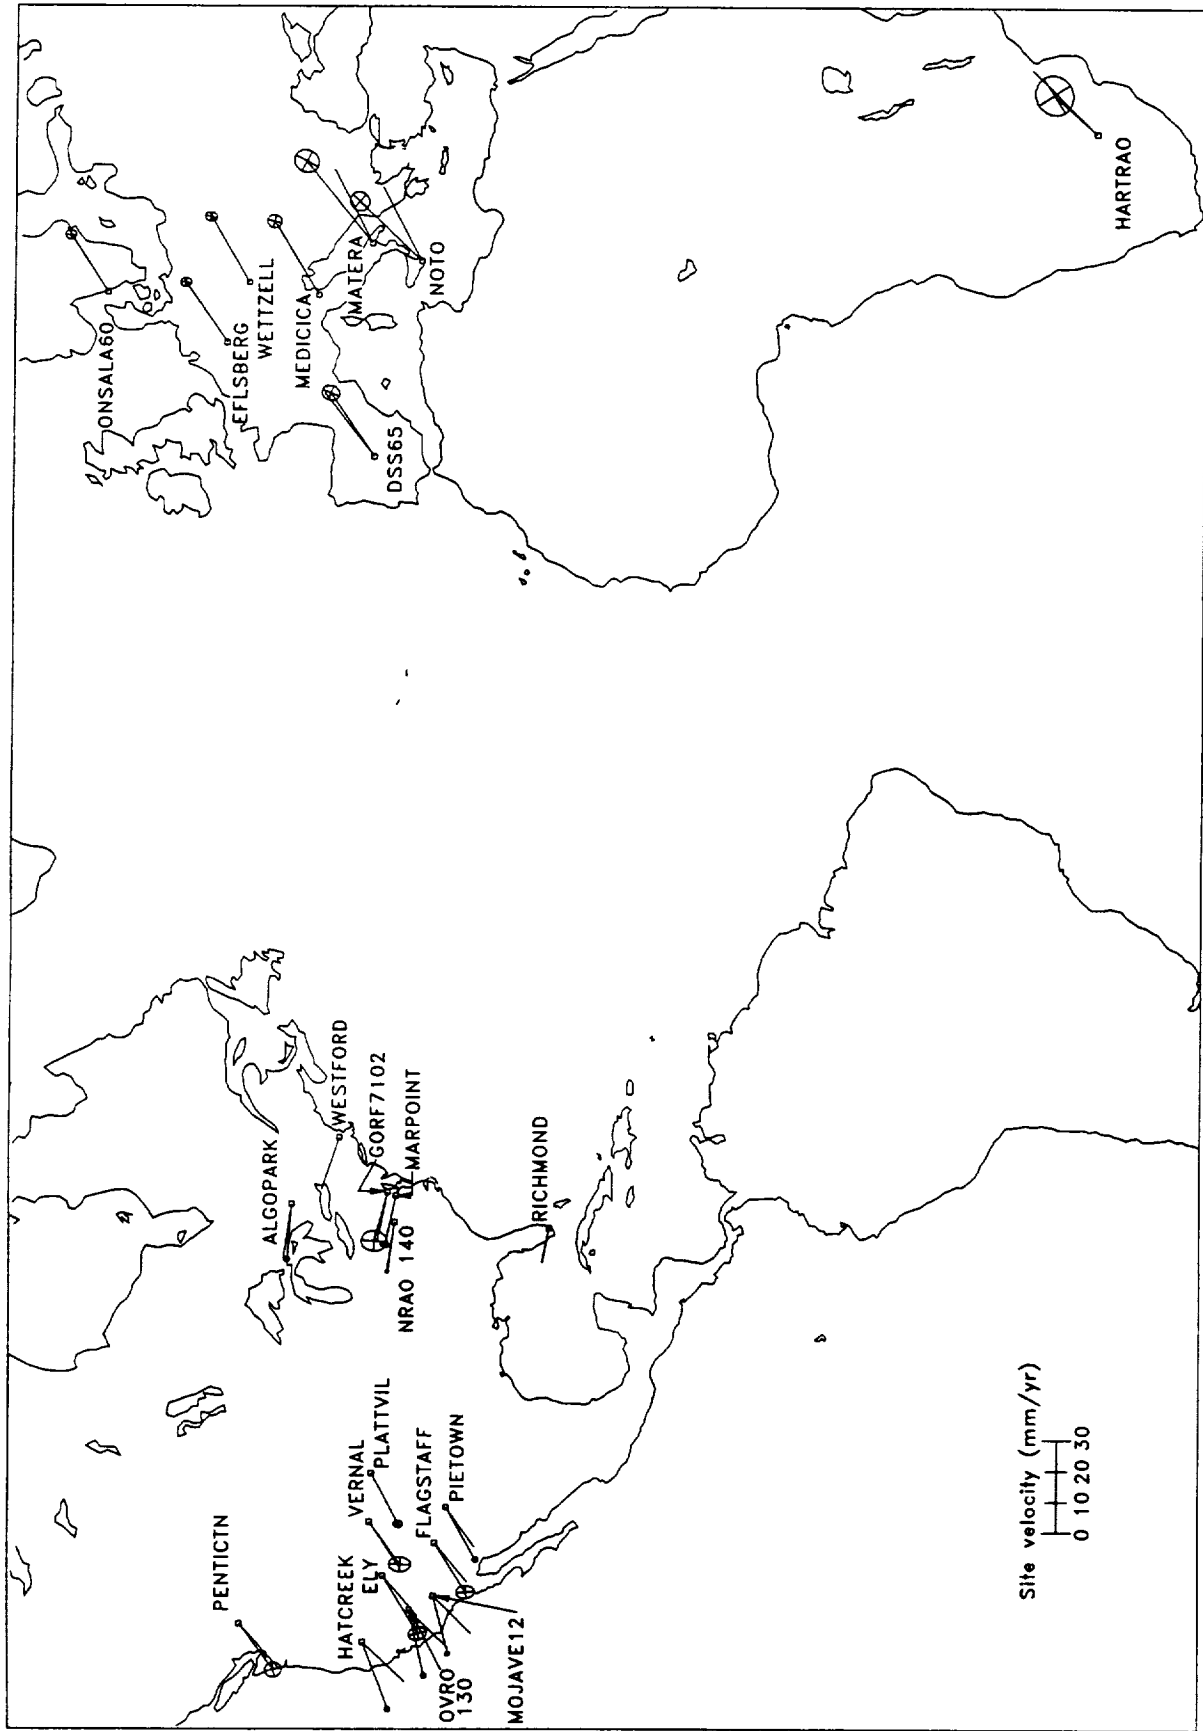 PENTICTN
HATCREEK
ELY
VERNAL
PLATTVIL
FLAGSTAFF
PIETOWN
OVRO
130
MOJAVE12
ALGOPARK
WESTFORD
GORF7102
MARPOINT
NRAO 140
RICHMOND
ONSALA60
EFLSBERG
WETTZELL
MEDICICA
MATERA
NOTO
DSS65
HARTRAO
Site velocity (mm/yr)
0 10 20 30